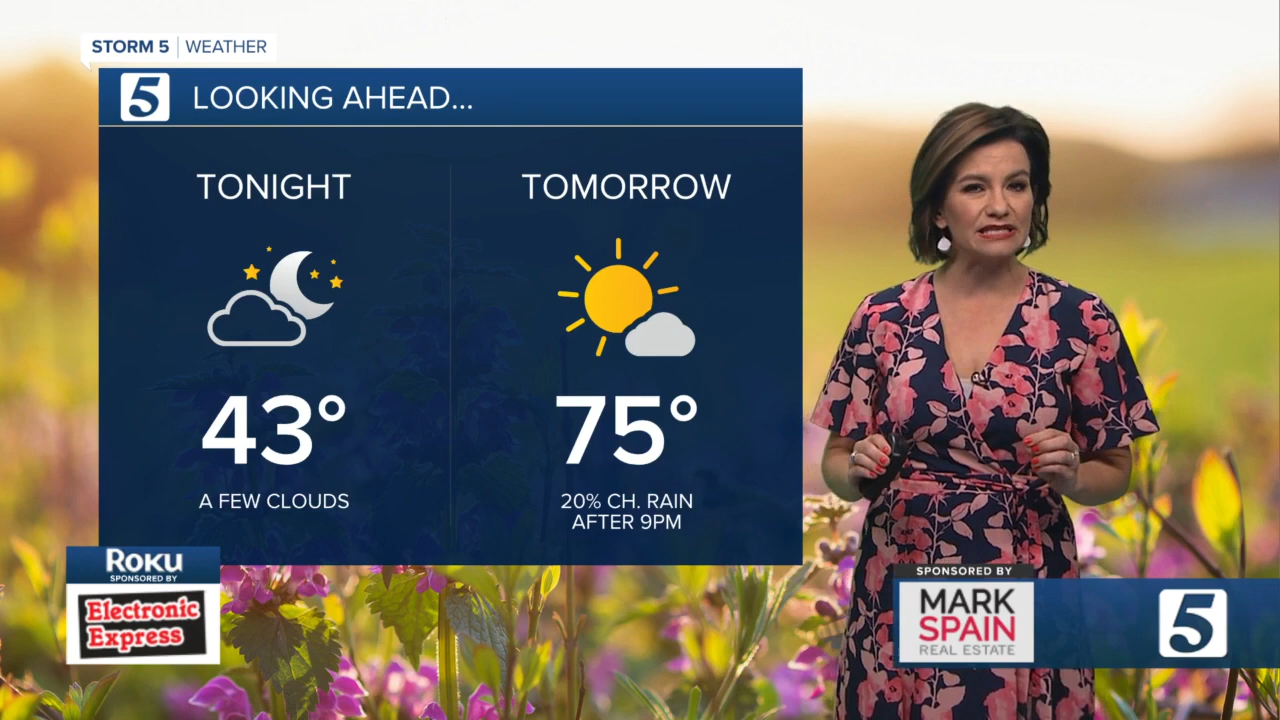 STORM 5 | WEATHER
5 LOOKING AHEAD...
TONIGHT
43°
A FEW CLOUDS
TOMORROW
75°
20% CH. RAIN
AFTER 9PM
ROKU
SPONSORED BY
Electronic
Express
SPONSORED BY
MARK
SPAIN
REAL ESTATE
5